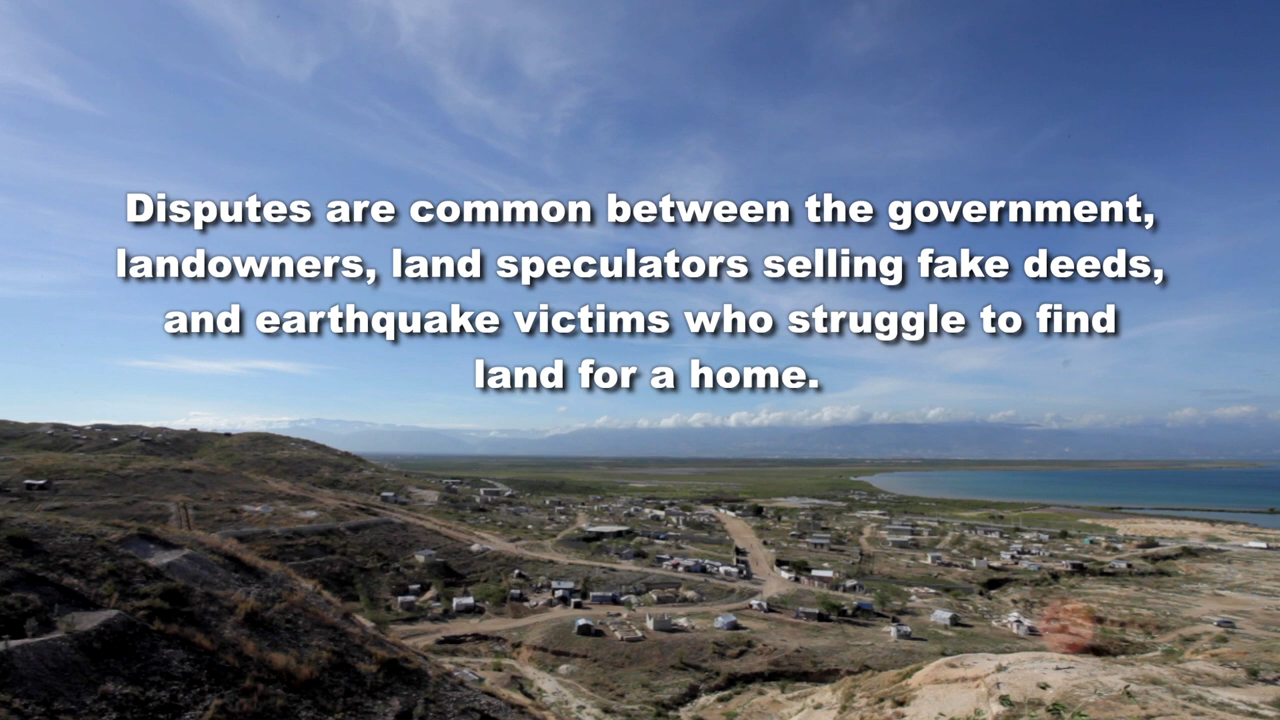 Disputes are common between the government,
landowners, land speculators selling fake deeds,
and earthquake victims who struggle to find
land for a home.